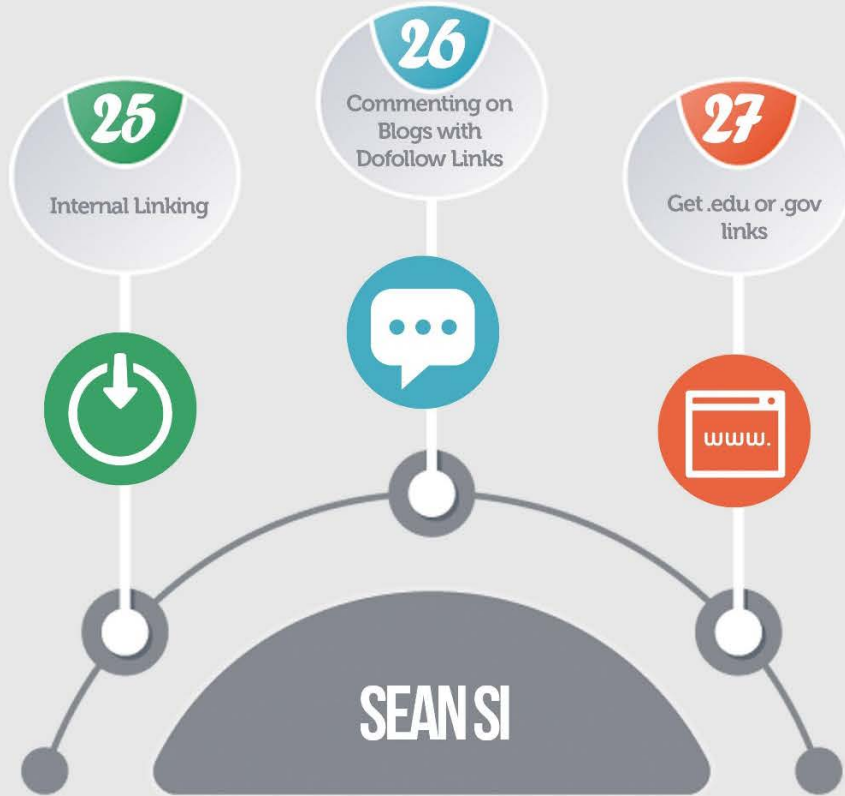 25
Internal Linking
26
Commenting on
Blogs with
Dofollow Links
27
Get .edu or .gov
links
www.
SEAN SI